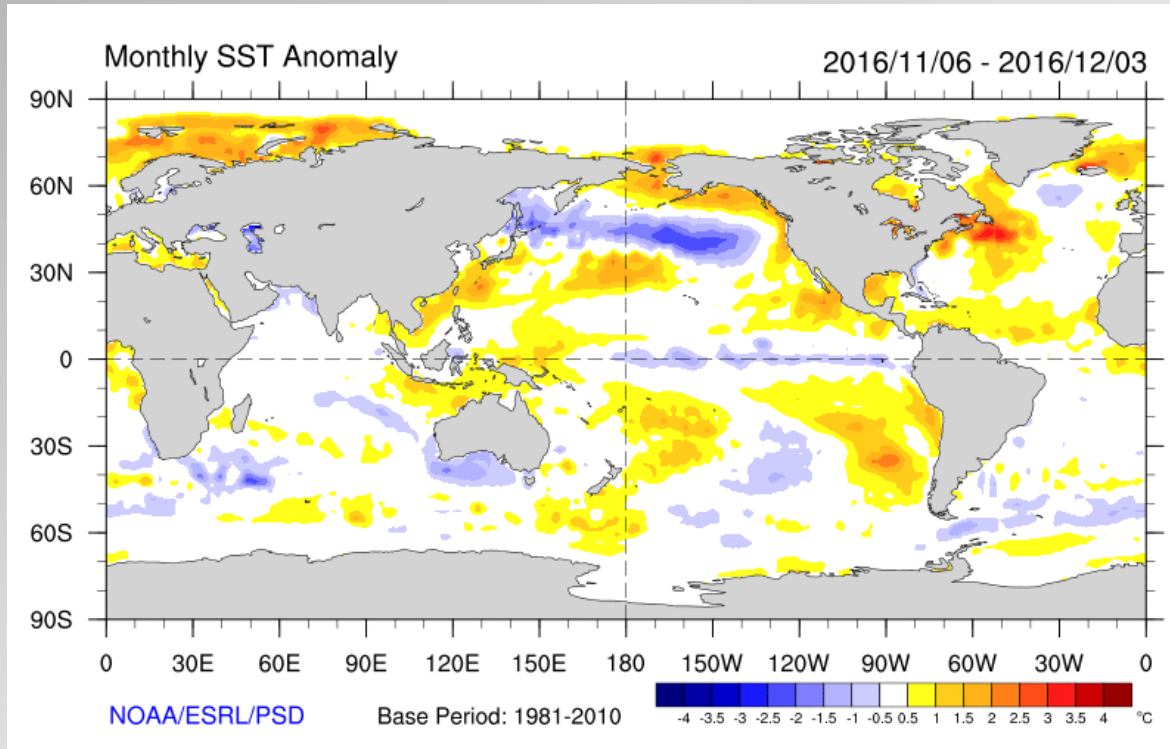 Monthly SST Anomaly 2016/11/06 - 2016/12/03
90N
60N
30N
0
30S
60S
90S
0 30E 60E 90E 120E 150E 180 150W 120W 90W 60W 30W 0
NOAA/ESRL/PSD Base Period: 1981-2010
-4 -3.5 -3 -2.5 -2 -1.5 -1 -0.5 0.5 1 1.5 2 2.5 3 3.5 4 °C